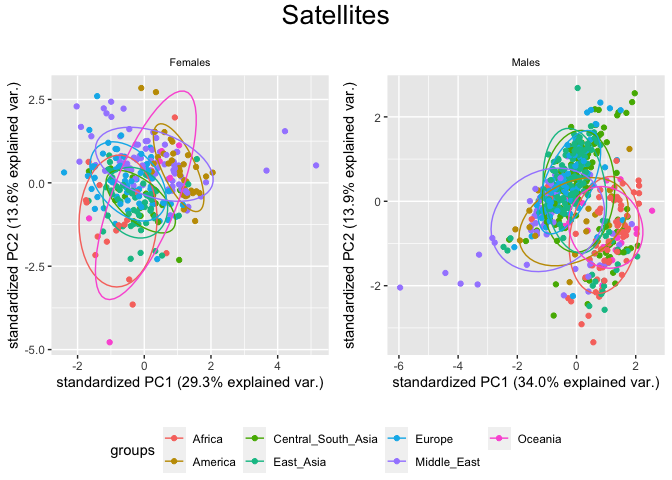 Satellites
Females
Males
standardized PC2 (13.6% explained var.)
2.5
0.0
-2.5
-5.0
-2
0
2
4
standardized PC1 (29.3% explained var.)
standardized PC2 (13.9% explained var.)
2
0
-2
-6
-4
-2
0
2
standardized PC1 (34.0% explained var.)
groups
Africa
Central_South_Asia
Europe
Oceania
America
East_Asia
Middle_East